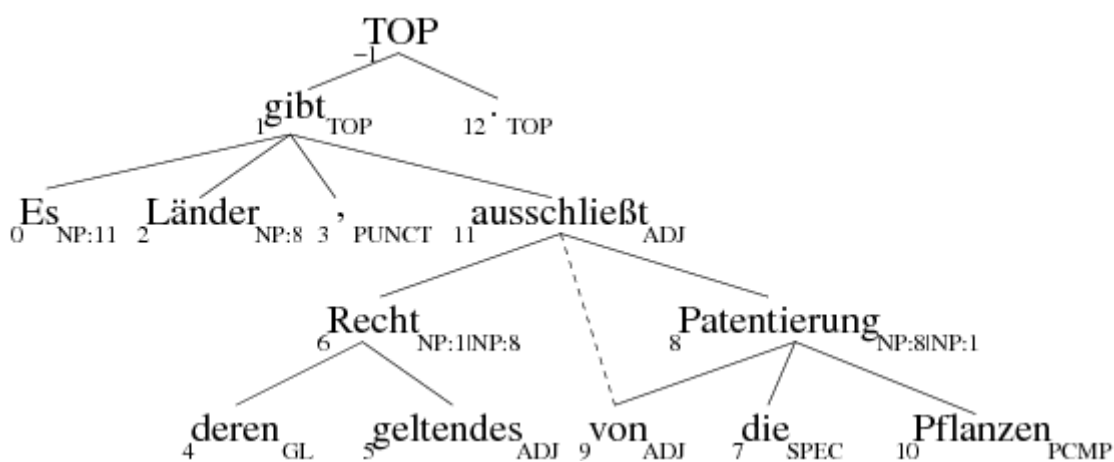 TOP
-1
gibt TOP 12 . TOP
1
0 Es NP:11 2 Länder NP:8 3 , PUNCT 11 ausschließt ADJ
6 Recht NP:1|NP:8 8 Patentierung NP:8|NP:1
4 deren GL 5 geltendes ADJ 9 von ADJ 7 die SPEC 10 Pflanzen PCMP